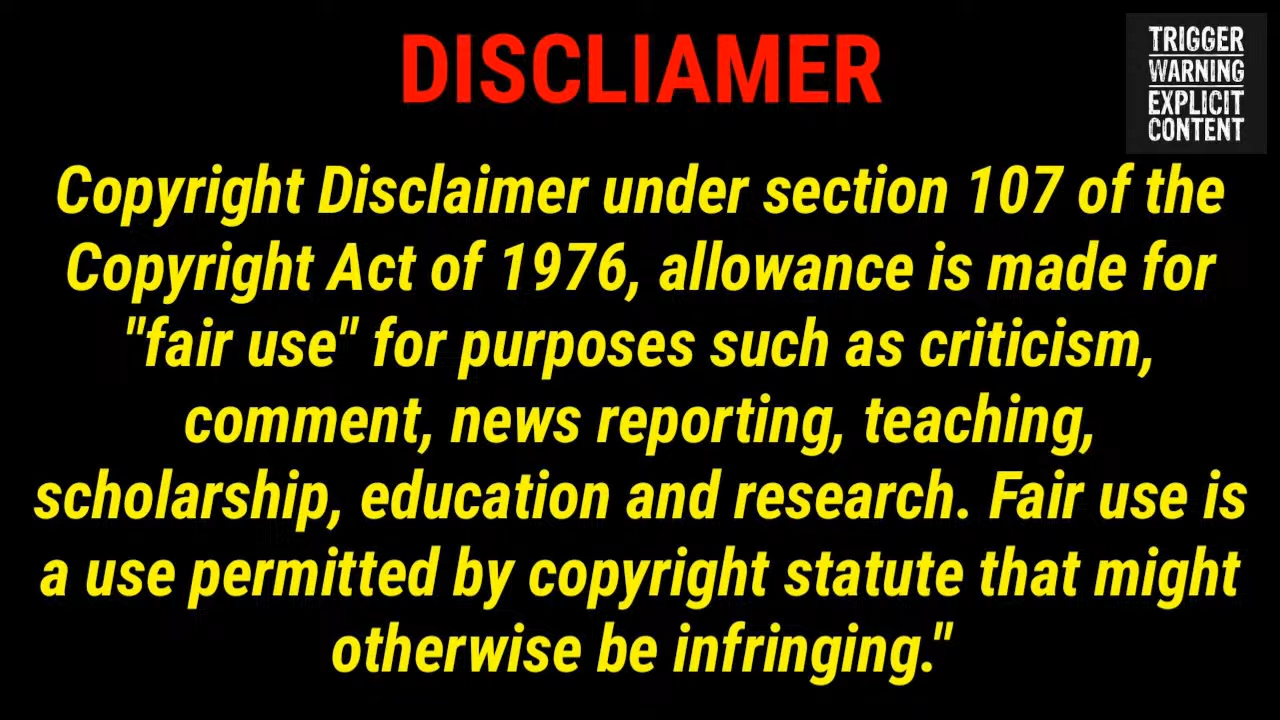 DISCLIAMER
TRIGGER
WARNING
EXPLICIT
CONTENT
Copyright Disclaimer under section 107 of the
Copyright Act of 1976, allowance is made for
"fair use" for purposes such as criticism,
comment, news reporting, teaching,
scholarship, education and research. Fair use is
a use permitted by copyright statute that might
otherwise be infringing."